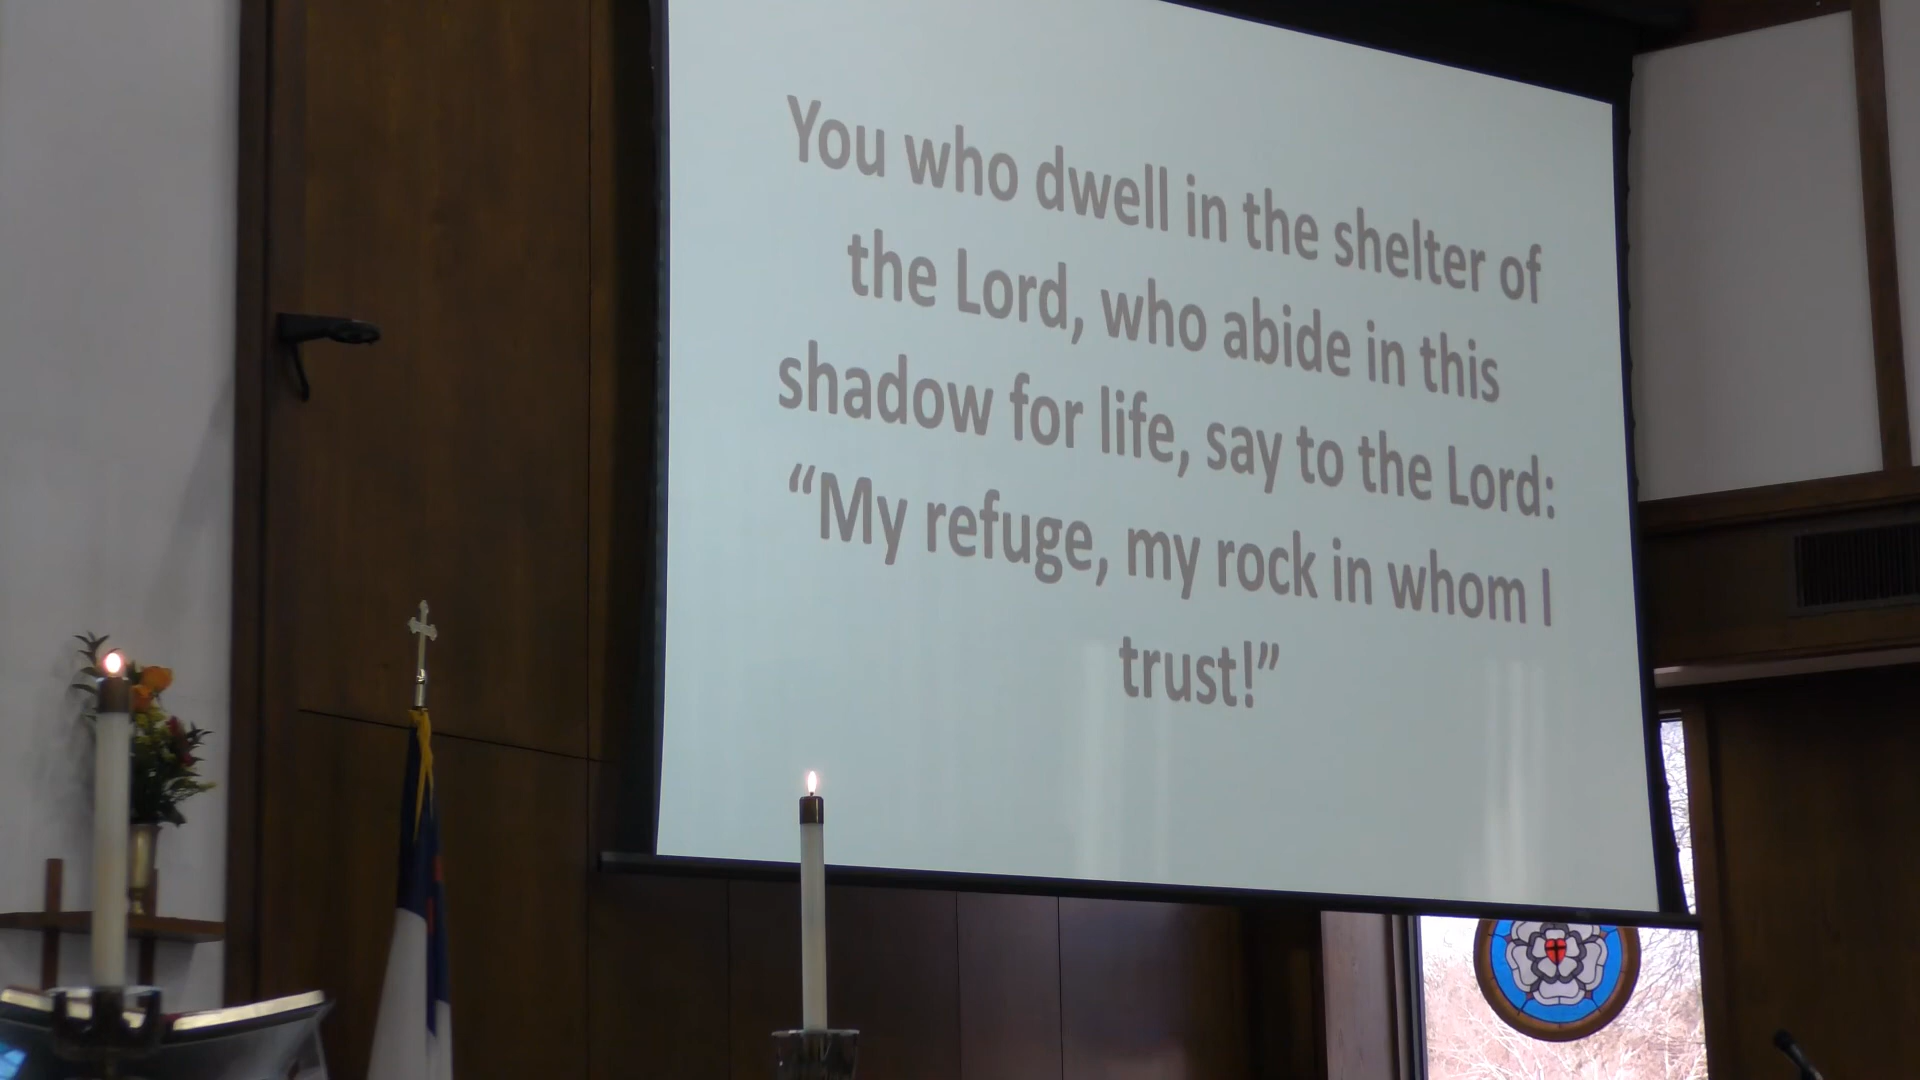 You who dwell in the shelter of
the Lord, who abide in this
shadow for life, say to the Lord:
“My refuge, my rock in whom I
trust!”